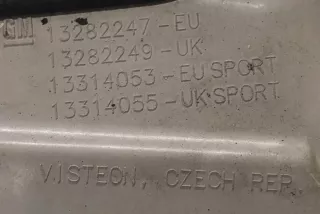 GM 13282247-EU
13282249-UK
13314053-EU SPORT
13314055-UK SPORT
VISTEON, CZECH REP.